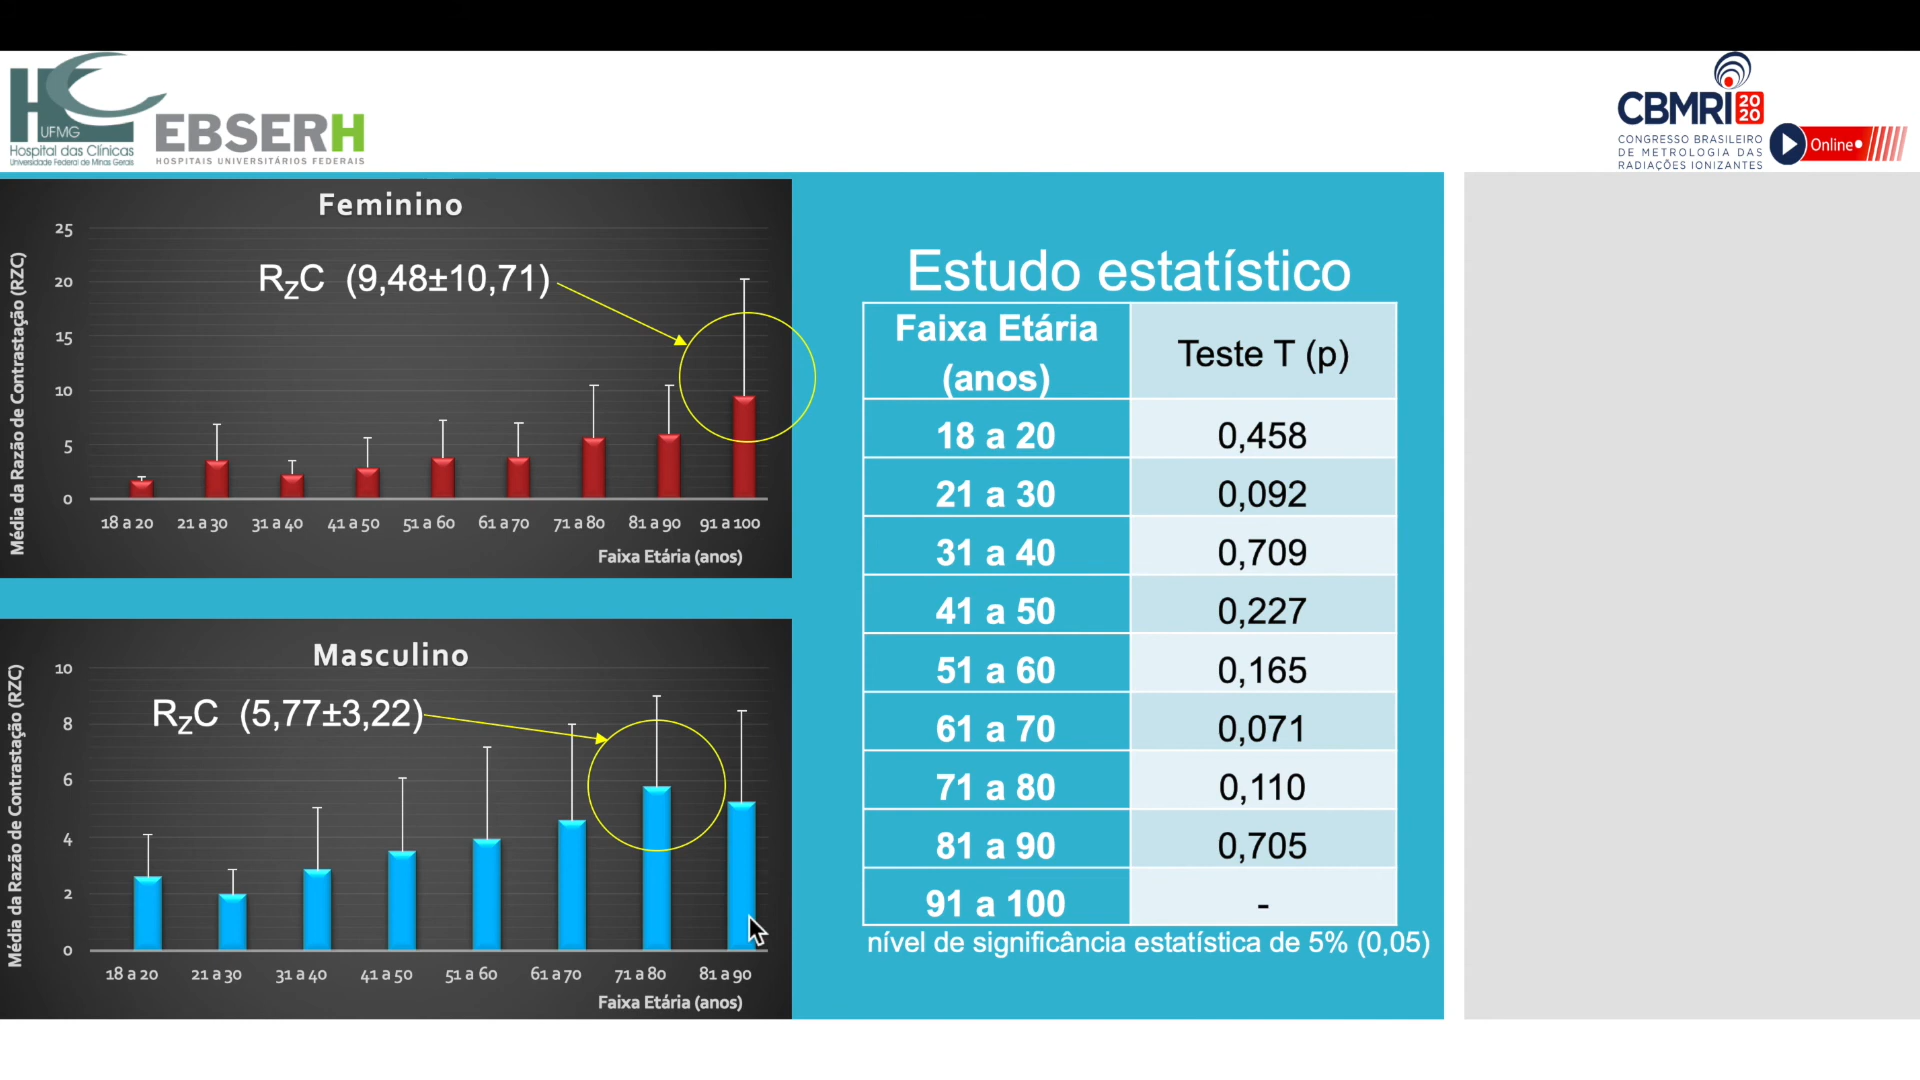 UFMG
Hospital das Clínicas
Universidade Federal de Minas Gerais
EBSERH
HOSPITAIS UNIVERSITÁRIOS FEDERAIS
CBMRI 20 20
CONGRESSO BRASILEIRO
DE METROLOGIA DAS
RADIAÇÕES IONIZANTES
Online
Feminino
Média da Razão de Contrastação (RZC)
25
20
15
10
5
0
RzC (9,48±10,71)
18 a 20 21 a 30 31 a 40 41 a 50 51 a 60 61 a 70 71 a 80 81 a 90 91 a 100
Faixa Etária (anos)
Masculino
Média da Razão de Contrastação (RZC)
10
8
6
4
2
0
RzC (5,77±3,22)
18 a 20 21 a 30 31 a 40 41 a 50 51 a 60 61 a 70 71 a 80 81 a 90
Faixa Etária (anos)
Estudo estatístico
Faixa Etária
(anos)
Teste T (p)
18 a 20 0,458
21 a 30 0,092
31 a 40 0,709
41 a 50 0,227
51 a 60 0,165
61 a 70 0,071
71 a 80 0,110
81 a 90 0,705
91 a 100 -
nível de significância estatística de 5% (0,05)